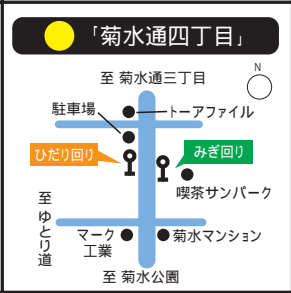 「菊水通四丁目」
N
至 菊水通三丁目
駐車場
トーアファイル
ひだり回り
みぎ回り
喫茶サンパーク
至 ゆとり道
マーク
工業
菊水マンション
至 菊水公園